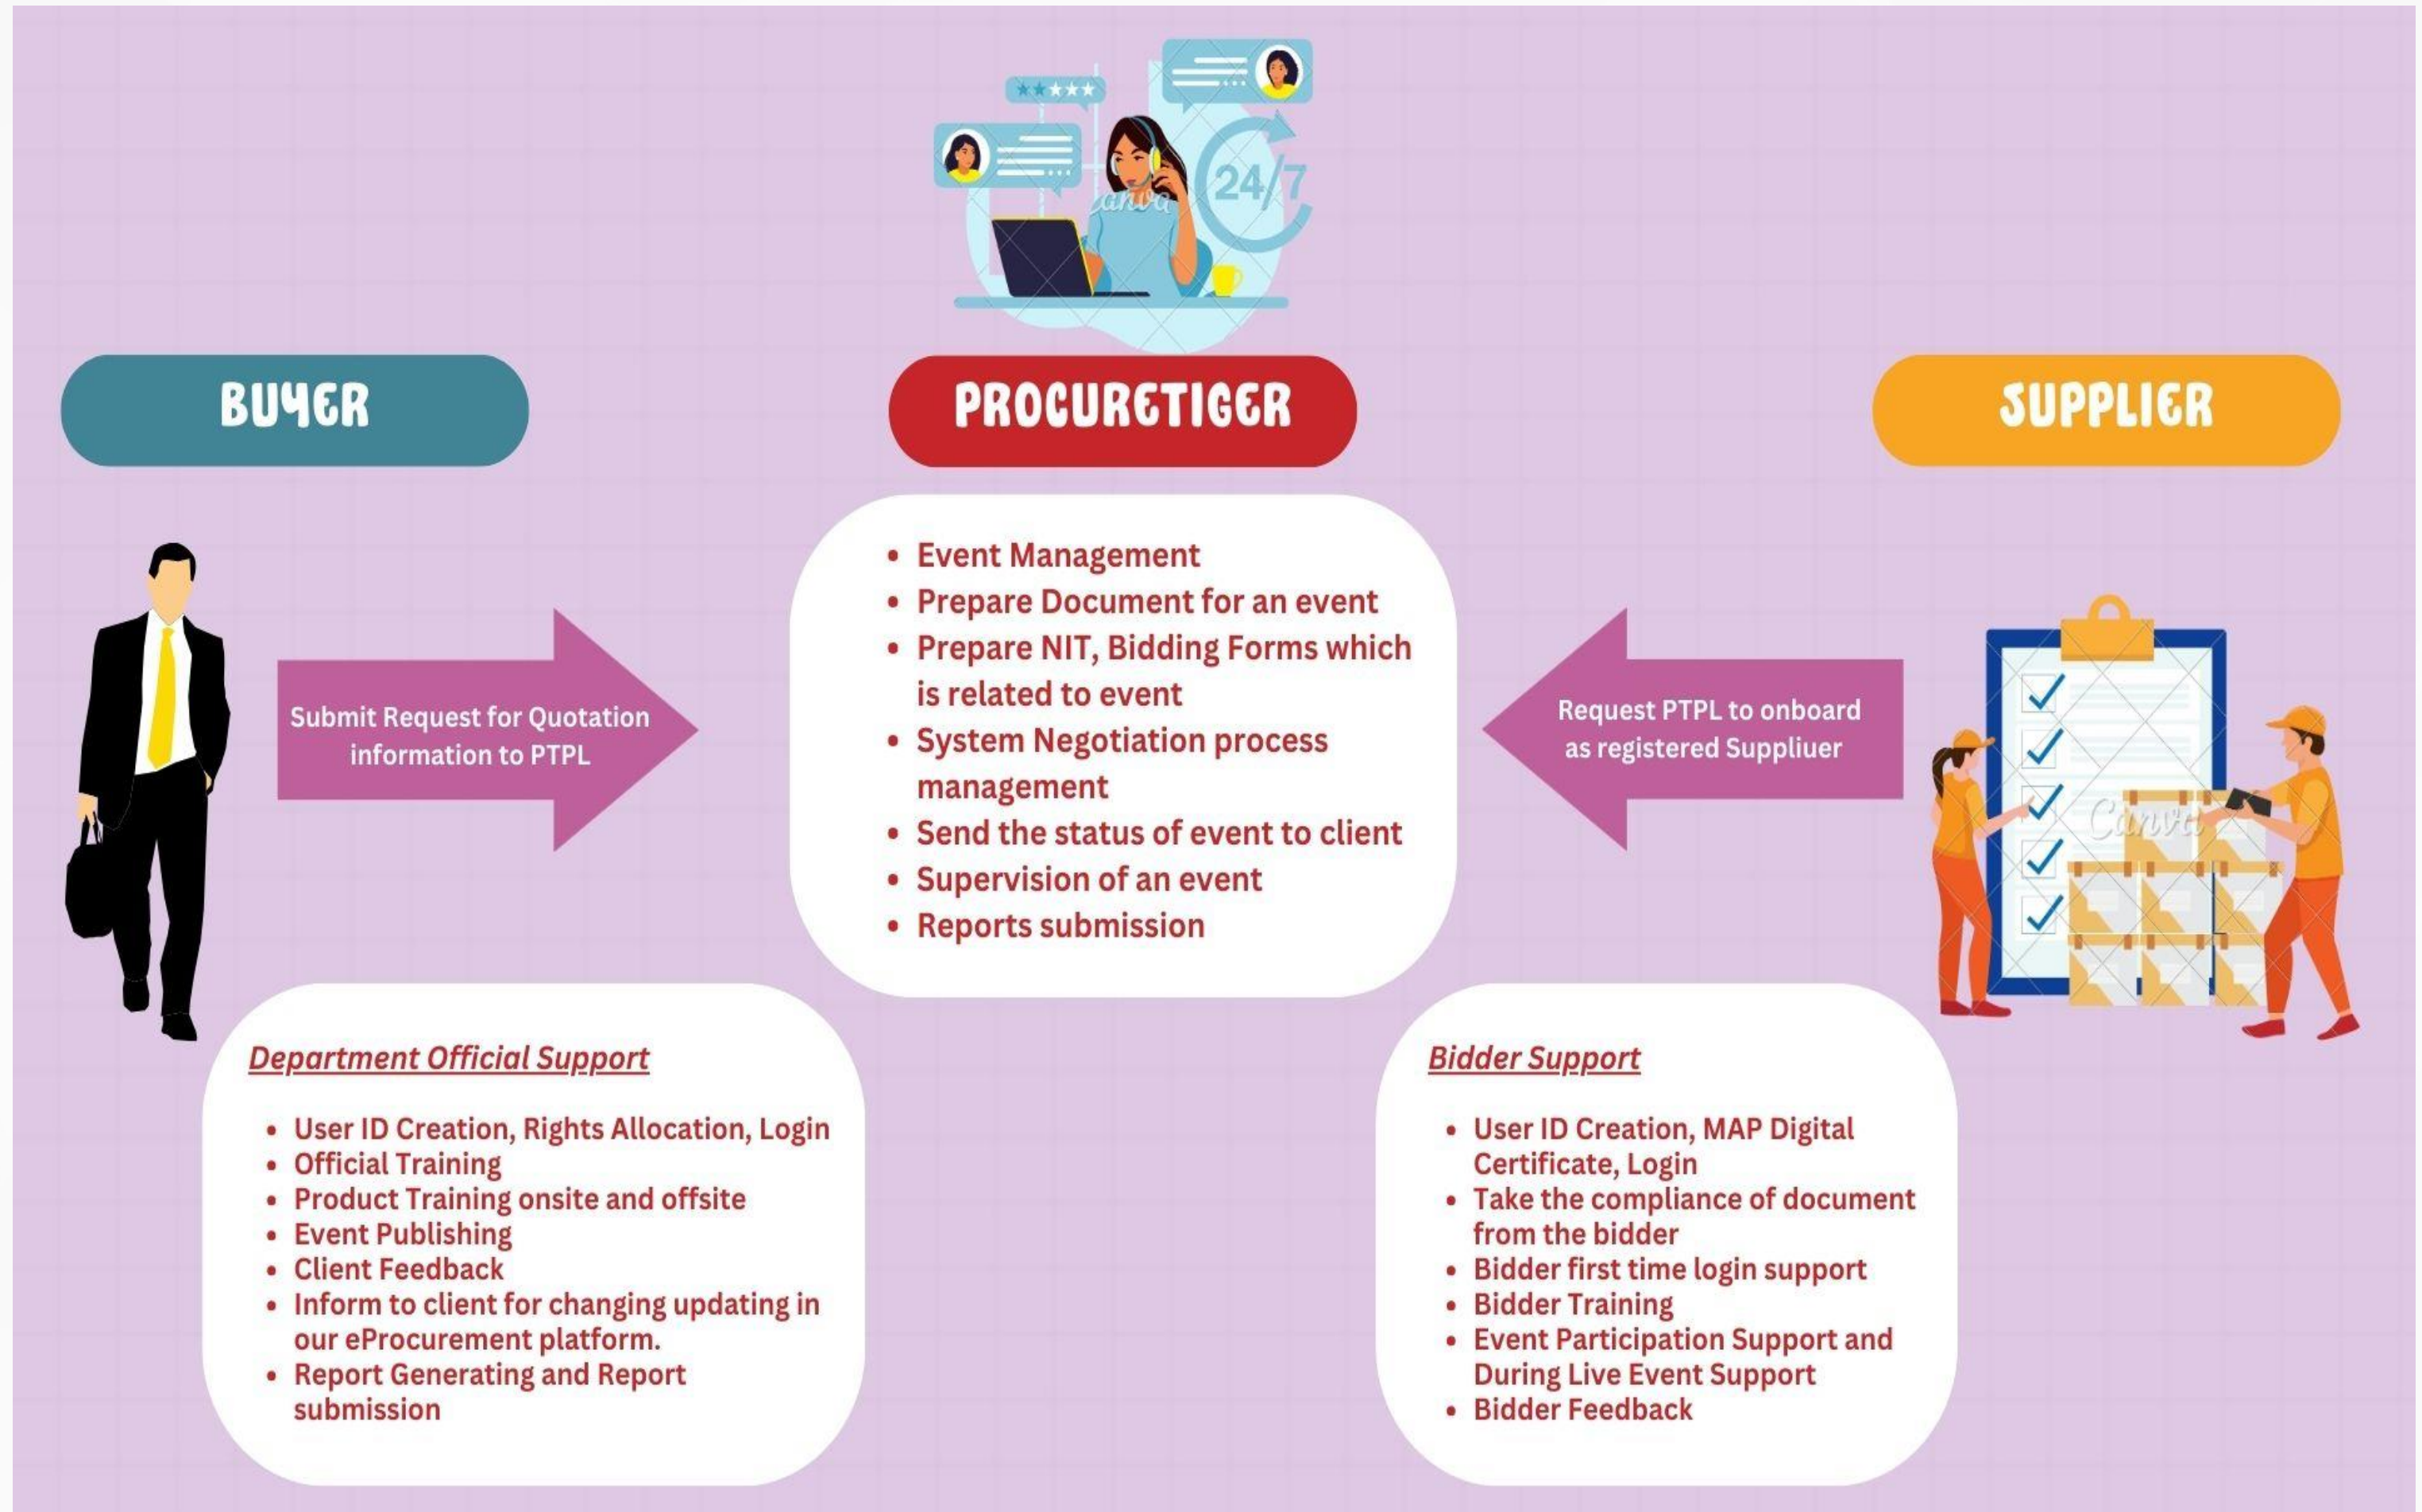 24/7
Canva
BUYER
PROCURETIGER
SUPPLIER
• Event Management
• Prepare Document for an event
• Prepare NIT, Bidding Forms which
is related to event
• System Negotiation process
management
• Send the status of event to client
• Supervision of an event
• Reports submission
Submit Request for Quotation
information to PTPL
Request PTPL to onboard
as registered Suppliuer
Canva
Department Official Support
• User ID Creation, Rights Allocation, Login
• Official Training
• Product Training onsite and offsite
• Event Publishing
• Client Feedback
• Inform to client for changing updating in
our eProcurement platform.
• Report Generating and Report
submission
Bidder Support
• User ID Creation, MAP Digital
Certificate, Login
• Take the compliance of document
from the bidder
• Bidder first time login support
• Bidder Training
• Event Participation Support and
During Live Event Support
• Bidder Feedback